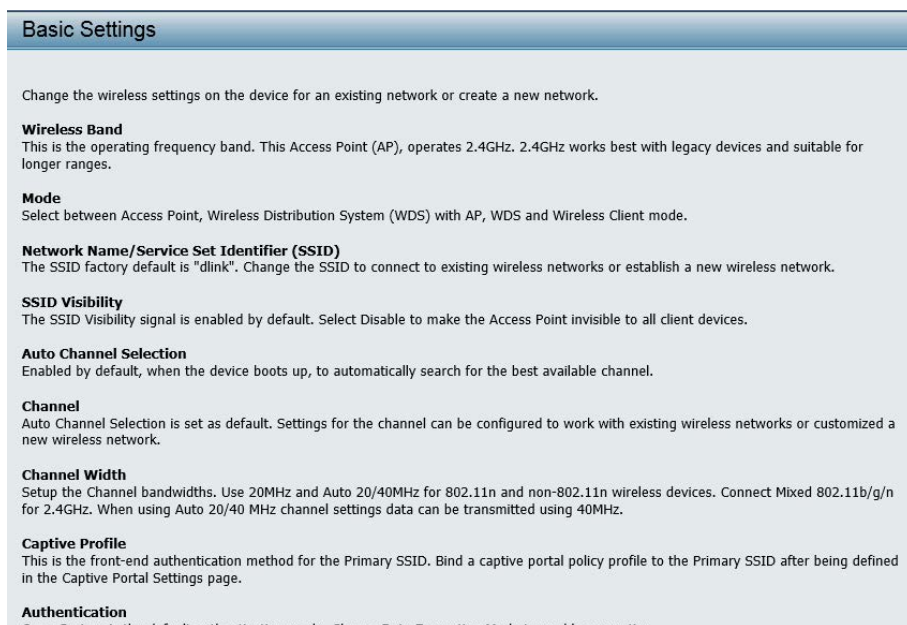 Basic Settings
Change the wireless settings on the device for an existing network or create a new network.
Wireless Band
This is the operating frequency band. This Access Point (AP), operates 2.4GHz. 2.4GHz works best with legacy devices and suitable for
longer ranges.
Mode
Select between Access Point, Wireless Distribution System (WDS) with AP, WDS and Wireless Client mode.
Network Name/Service Set Identifier (SSID)
The SSID factory default is "dlink". Change the SSID to connect to existing wireless networks or establish a new wireless network.
SSID Visibility
The SSID Visibility signal is enabled by default. Select Disable to make the Access Point invisible to all client devices.
Auto Channel Selection
Enabled by default, when the device boots up, to automatically search for the best available channel.
Channel
Auto Channel Selection is set as default. Settings for the channel can be configured to work with existing wireless networks or customized a
new wireless network.
Channel Width
Setup the Channel bandwidths. Use 20MHz and Auto 20/40MHz for 802.11n and non-802.11n wireless devices. Connect Mixed 802.11b/g/n
for 2.4GHz. When using Auto 20/40 MHz channel settings data can be transmitted using 40MHz.
Captive Profile
This is the front-end authentication method for the Primary SSID. Bind a captive portal policy profile to the Primary SSID after being defined
in the Captive Portal Settings page.
Authentication